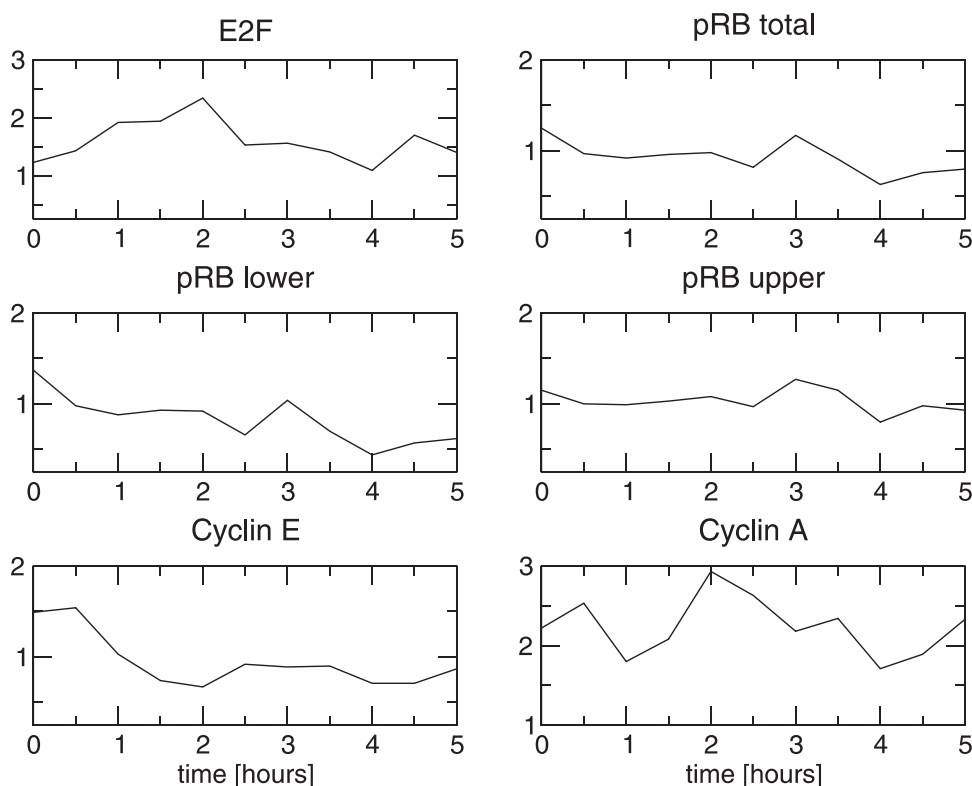 E2F
3
2
1
0 1 2 3 4 5
pRB total
2
1
0 1 2 3 4 5
pRB lower
2
1
0 1 2 3 4 5
pRB upper
2
1
0 1 2 3 4 5
Cyclin E
2
1
0 1 2 3 4 5
time [hours]
Cyclin A
3
2
1
0 1 2 3 4 5
time [hours]